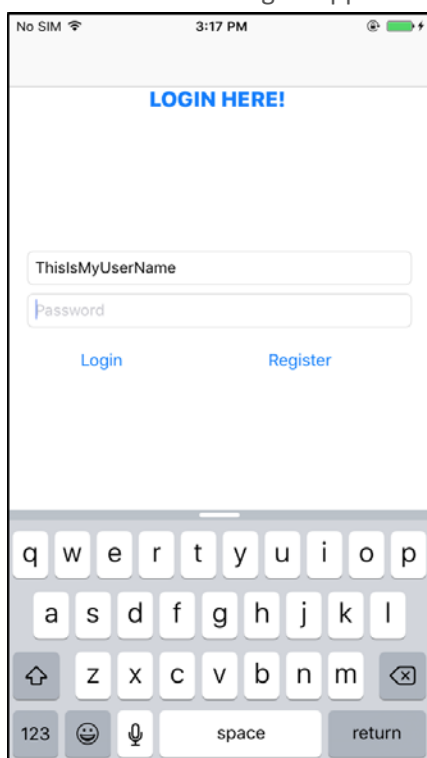 No SIM 3:17 PM
LOGIN HERE!
ThisIsMyUserName
Password
Login Register
q w e r t y u i o p
a s d f g h j k l
z x c v b n m
123 space return